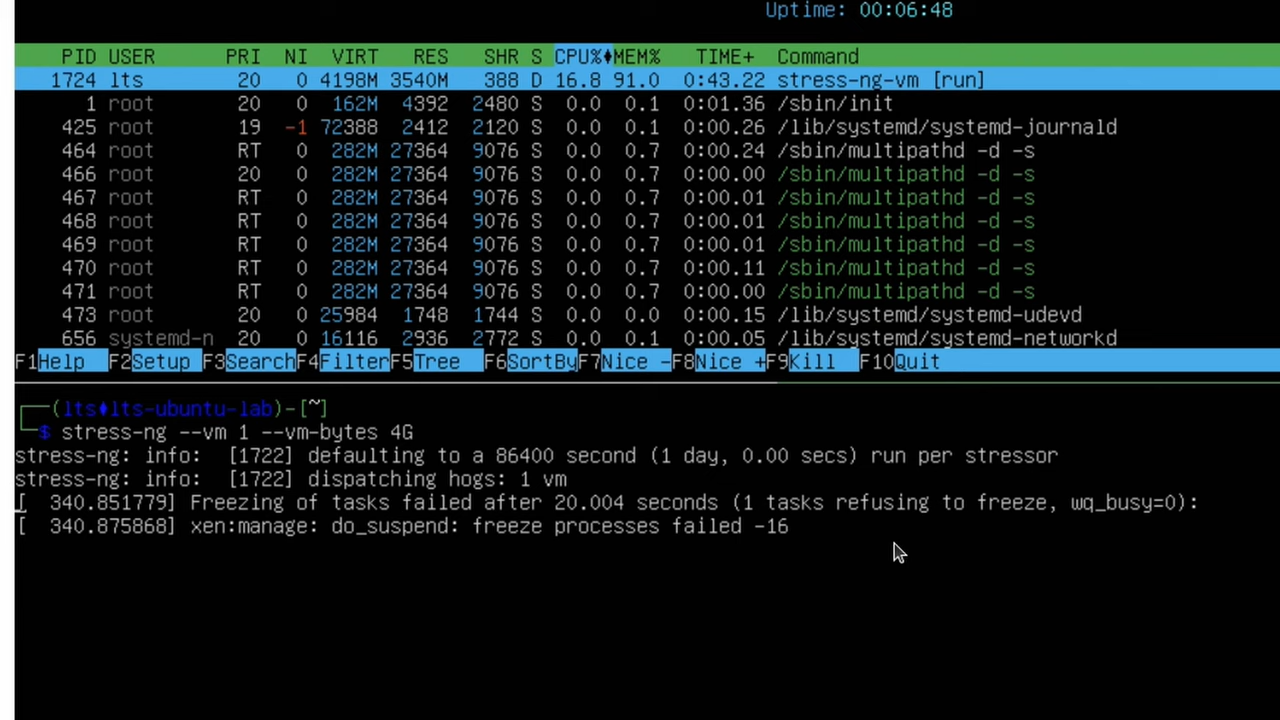 Uptime: 00:06:48
PID USER PRI NI VIRT RES SHR S CPU%♦MEM% TIME+ Command
1724 lts 20 0 4198M 3540M 388 D 16.8 91.0 0:43.22 stress-ng-vm [run]
1 root 20 0 162M 4392 2480 S 0.0 0.1 0:01.36 /sbin/init
425 root 19 -1 72388 2412 2120 S 0.0 0.1 0:00.26 /lib/systemd/systemd-journald
464 root RT 0 282M 27364 9076 S 0.0 0.7 0:00.24 /sbin/multipathd -d -s
466 root 20 0 282M 27364 9076 S 0.0 0.7 0:00.00 /sbin/multipathd -d -s
467 root RT 0 282M 27364 9076 S 0.0 0.7 0:00.01 /sbin/multipathd -d -s
468 root RT 0 282M 27364 9076 S 0.0 0.7 0:00.01 /sbin/multipathd -d -s
469 root RT 0 282M 27364 9076 S 0.0 0.7 0:00.01 /sbin/multipathd -d -s
470 root RT 0 282M 27364 9076 S 0.0 0.7 0:00.11 /sbin/multipathd -d -s
471 root RT 0 282M 27364 9076 S 0.0 0.7 0:00.00 /sbin/multipathd -d -s
473 root 20 0 25984 1748 1744 S 0.0 0.0 0:00.15 /lib/systemd/systemd-udevd
656 systemd-n 20 0 16116 2936 2772 S 0.0 0.1 0:00.05 /lib/systemd/systemd-networkd
F1Help F2Setup F3SearchF4FilterF5Tree F6SortByF7Nice -F8Nice +F9Kill F10Quit
┌──(lts♦lts-ubuntu-lab)-[~]
└─$ stress-ng --vm 1 --vm-bytes 4G
stress-ng: info: [1722] defaulting to a 86400 second (1 day, 0.00 secs) run per stressor
stress-ng: info: [1722] dispatching hogs: 1 vm
[ 340.851779] Freezing of tasks failed after 20.004 seconds (1 tasks refusing to freeze, wq_busy=0):
[ 340.875868] xen:manage: do_suspend: freeze processes failed -16